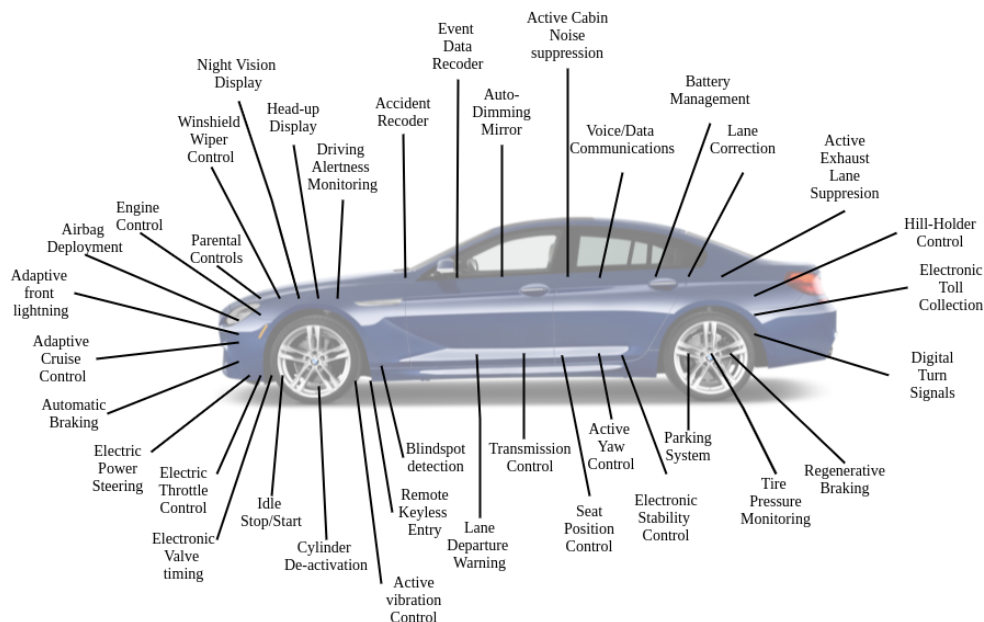 Active Cabin
Noise
suppression
Event
Data
Recoder
Night Vision
Display
Head-up
Display
Accident
Recoder
Auto-
Dimming
Mirror
Battery
Management
Winshield
Wiper
Control
Driving
Alertness
Monitoring
Voice/Data
Communications
Lane
Correction
Active
Exhaust
Lane
Suppresion
Engine
Control
Airbag
Deployment
Parental
Controls
Hill-Holder
Control
Adaptive
front
lightning
Electronic
Toll
Collection
Adaptive
Cruise
Control
Digital
Turn
Signals
Automatic
Braking
Electric
Power
Steering
Electric
Throttle
Control
Idle
Stop/Start
Electronic
Valve
timing
Cylinder
De-activation
Active
vibration
Control
Blindspot
detection
Remote
Keyless
Entry
Lane
Departure
Warning
Transmission
Control
Seat
Position
Control
Active
Yaw
Control
Electronic
Stability
Control
Parking
System
Tire
Pressure
Monitoring
Regenerative
Braking